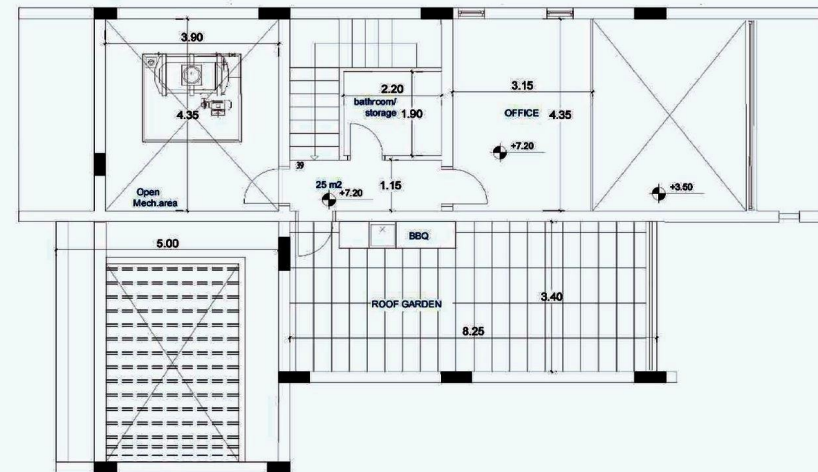 3.90
4.35
Open
Mech.area
2.20
bathroom/
storage
1.90
39
25 m2
+7.20
1.15
3.15
OFFICE
4.35
+7.20
+3.50
5.00
BBQ
ROOF GARDEN
3.40
8.25